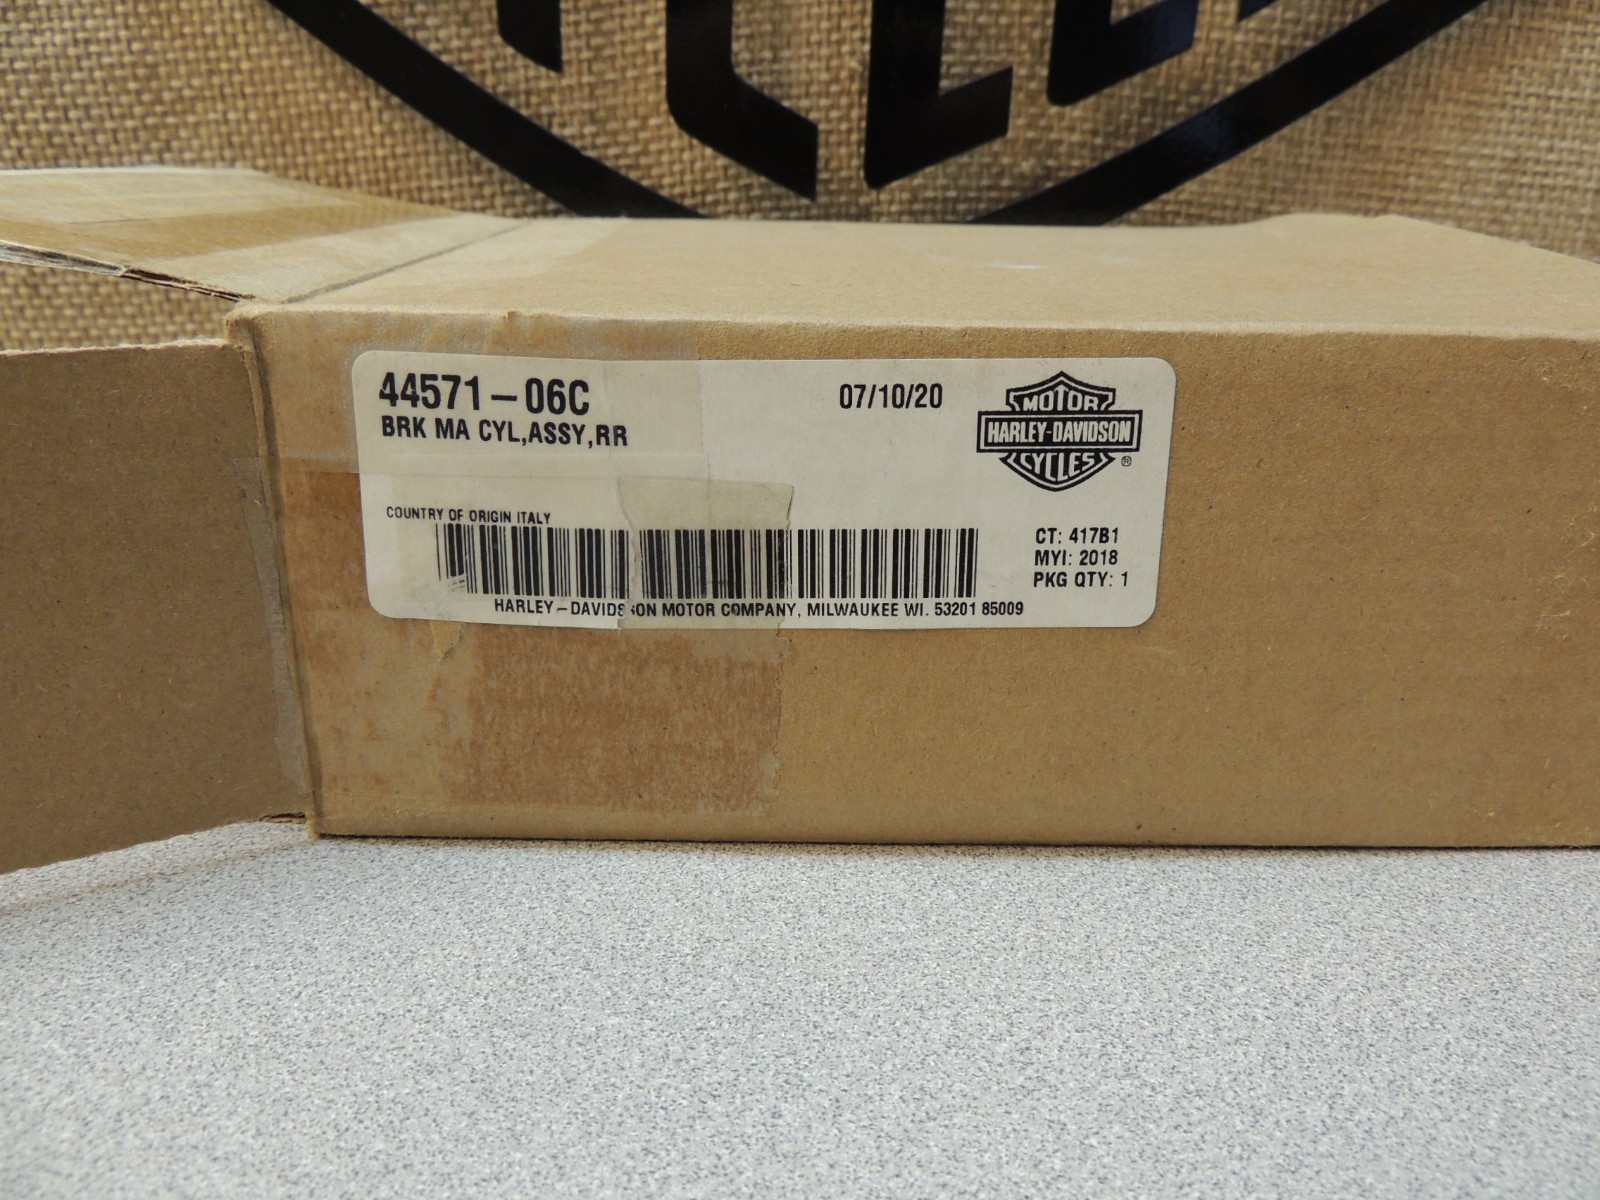 44571-06C
07/10/20
BRK MA CYL,ASSY,RR
MOTOR
HARLEY-DAVIDSON
CYCLES
®
COUNTRY OF ORIGIN ITALY
CT: 417B1
MYI: 2018
PKG QTY: 1
HARLEY-DAVIDSON MOTOR COMPANY, MILWAUKEE WI. 53201 85009